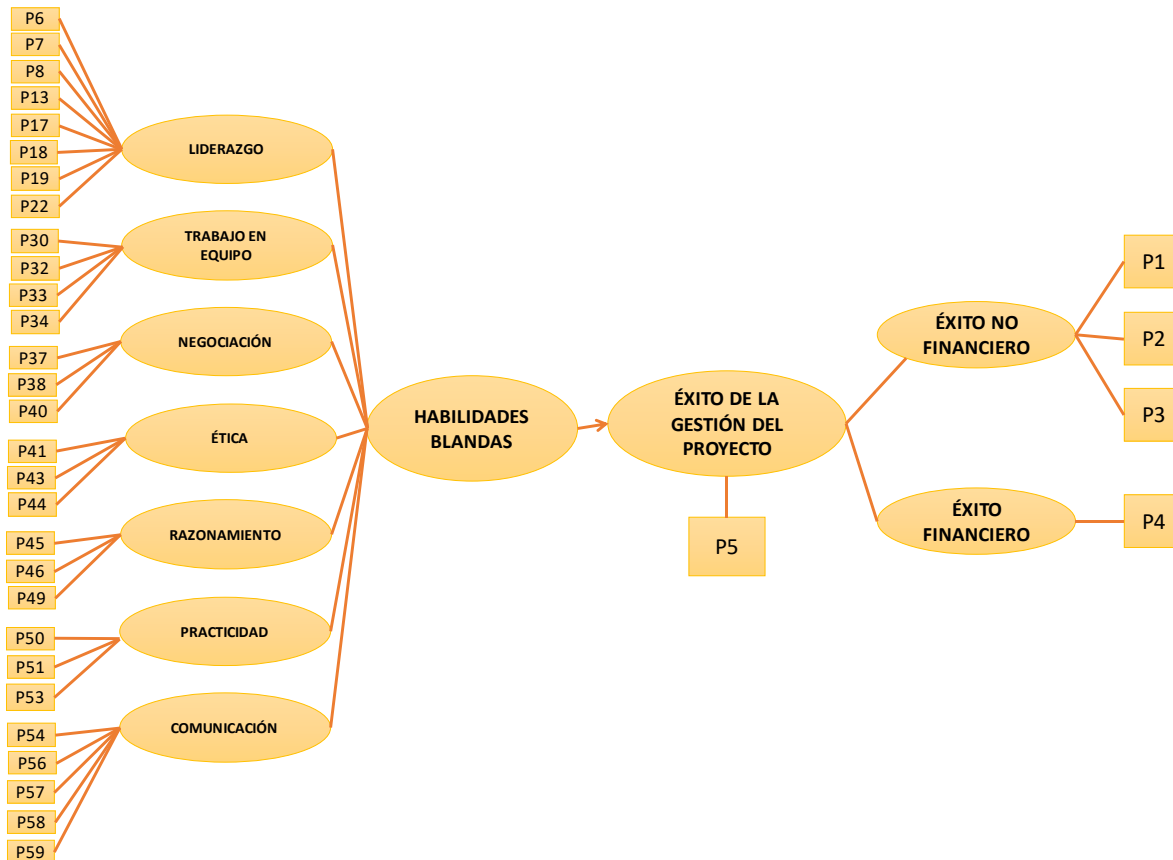 P6
P7
P8
P13
P17
P18
P19
P22
LIDERAZGO
P30
P32
P33
P34
TRABAJO EN
EQUIPO
P37
P38
P40
NEGOCIACIÓN
P41
P43
P44
ÉTICA
P45
P46
P49
RAZONAMIENTO
P50
P51
P53
PRACTICIDAD
P54
P56
P57
P58
P59
COMUNICACIÓN
HABILIDADES
BLANDAS
ÉXITO DE LA
GESTIÓN DEL
PROYECTO
P5
ÉXITO NO
FINANCIERO
P1
P2
P3
ÉXITO
FINANCIERO
P4